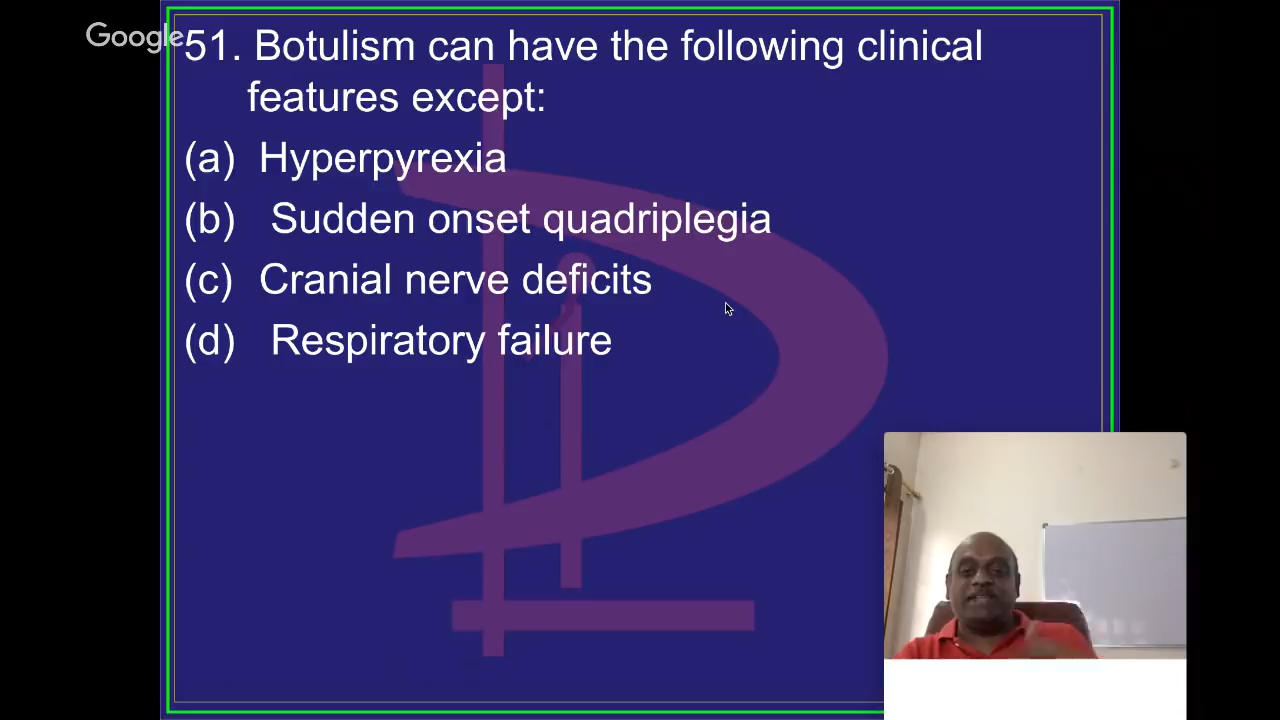 Google
51. Botulism can have the following clinical
features except:
(a) Hyperpyrexia
(b) Sudden onset quadriplegia
(c) Cranial nerve deficits
(d) Respiratory failure